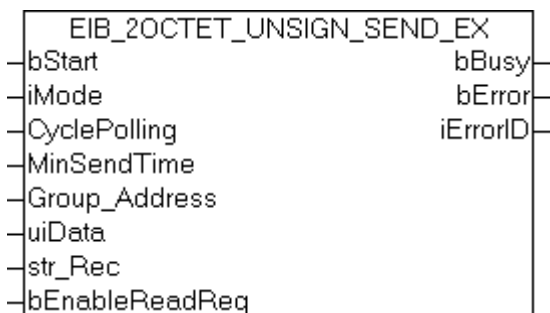 EIB_2OCTET_UNSIGN_SEND_EX
bStart bBusy
iMode bError
CyclePolling iErrorID
MinSendTime
Group_Address
uiData
str_Rec
bEnableReadReq